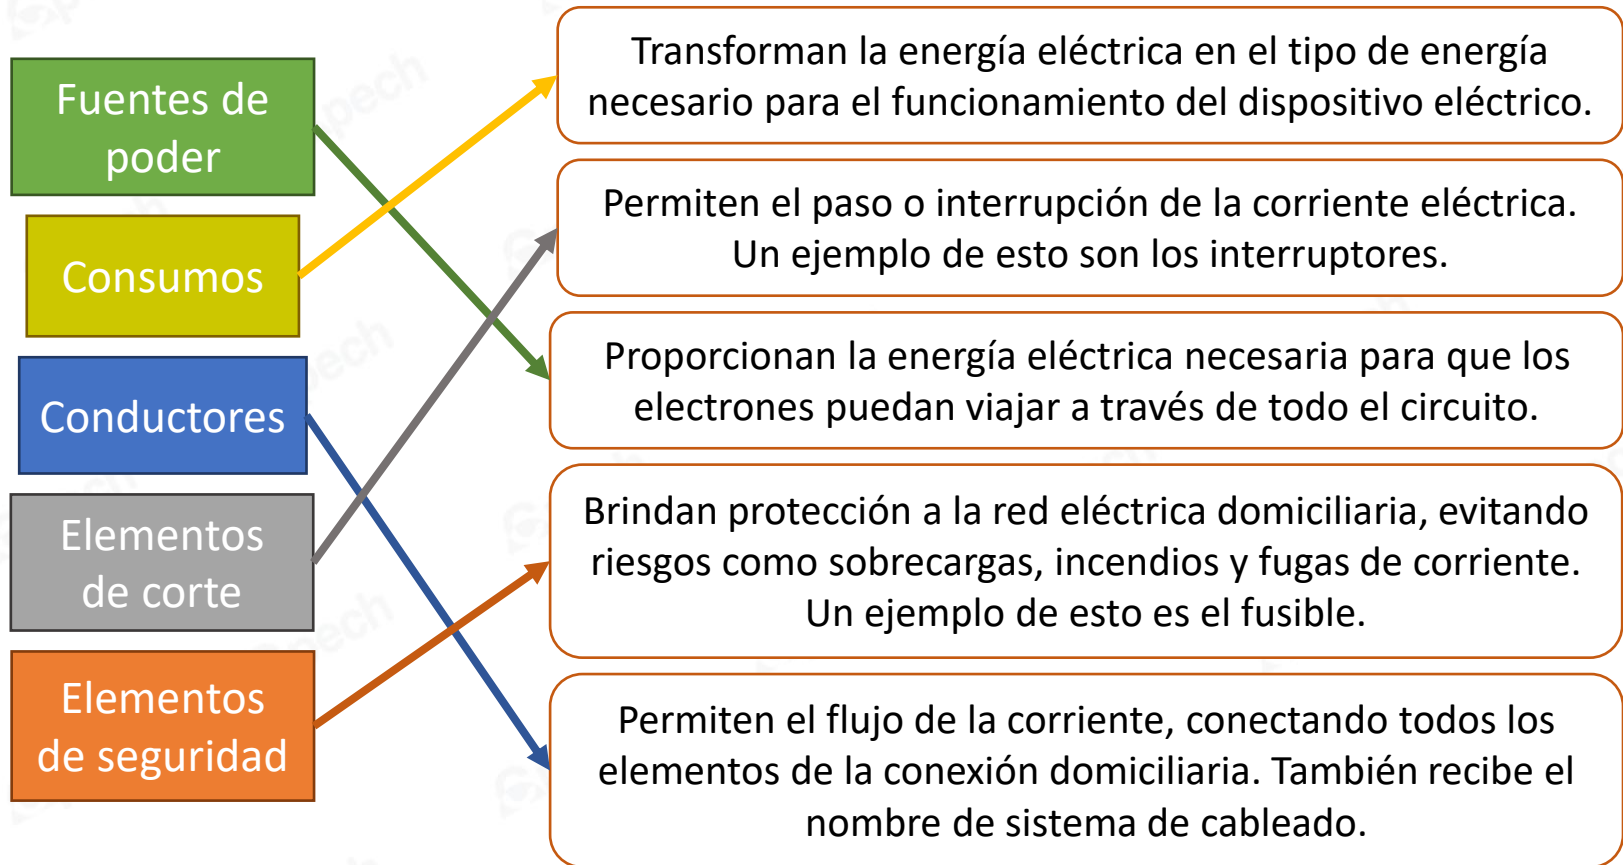 Fuentes de
poder
Consumos
Conductores
Elementos
de corte
Elementos
de seguridad
Transforman la energía eléctrica en el tipo de energía
necesario para el funcionamiento del dispositivo eléctrico.
Permiten el paso o interrupción de la corriente eléctrica.
Un ejemplo de esto son los interruptores.
Proporcionan la energía eléctrica necesaria para que los
electrones puedan viajar a través de todo el circuito.
Brindan protección a la red eléctrica domiciliaria, evitando
riesgos como sobrecargas, incendios y fugas de corriente.
Un ejemplo de esto es el fusible.
Permiten el flujo de la corriente, conectando todos los
elementos de la conexión domiciliaria. También recibe el
nombre de sistema de cableado.